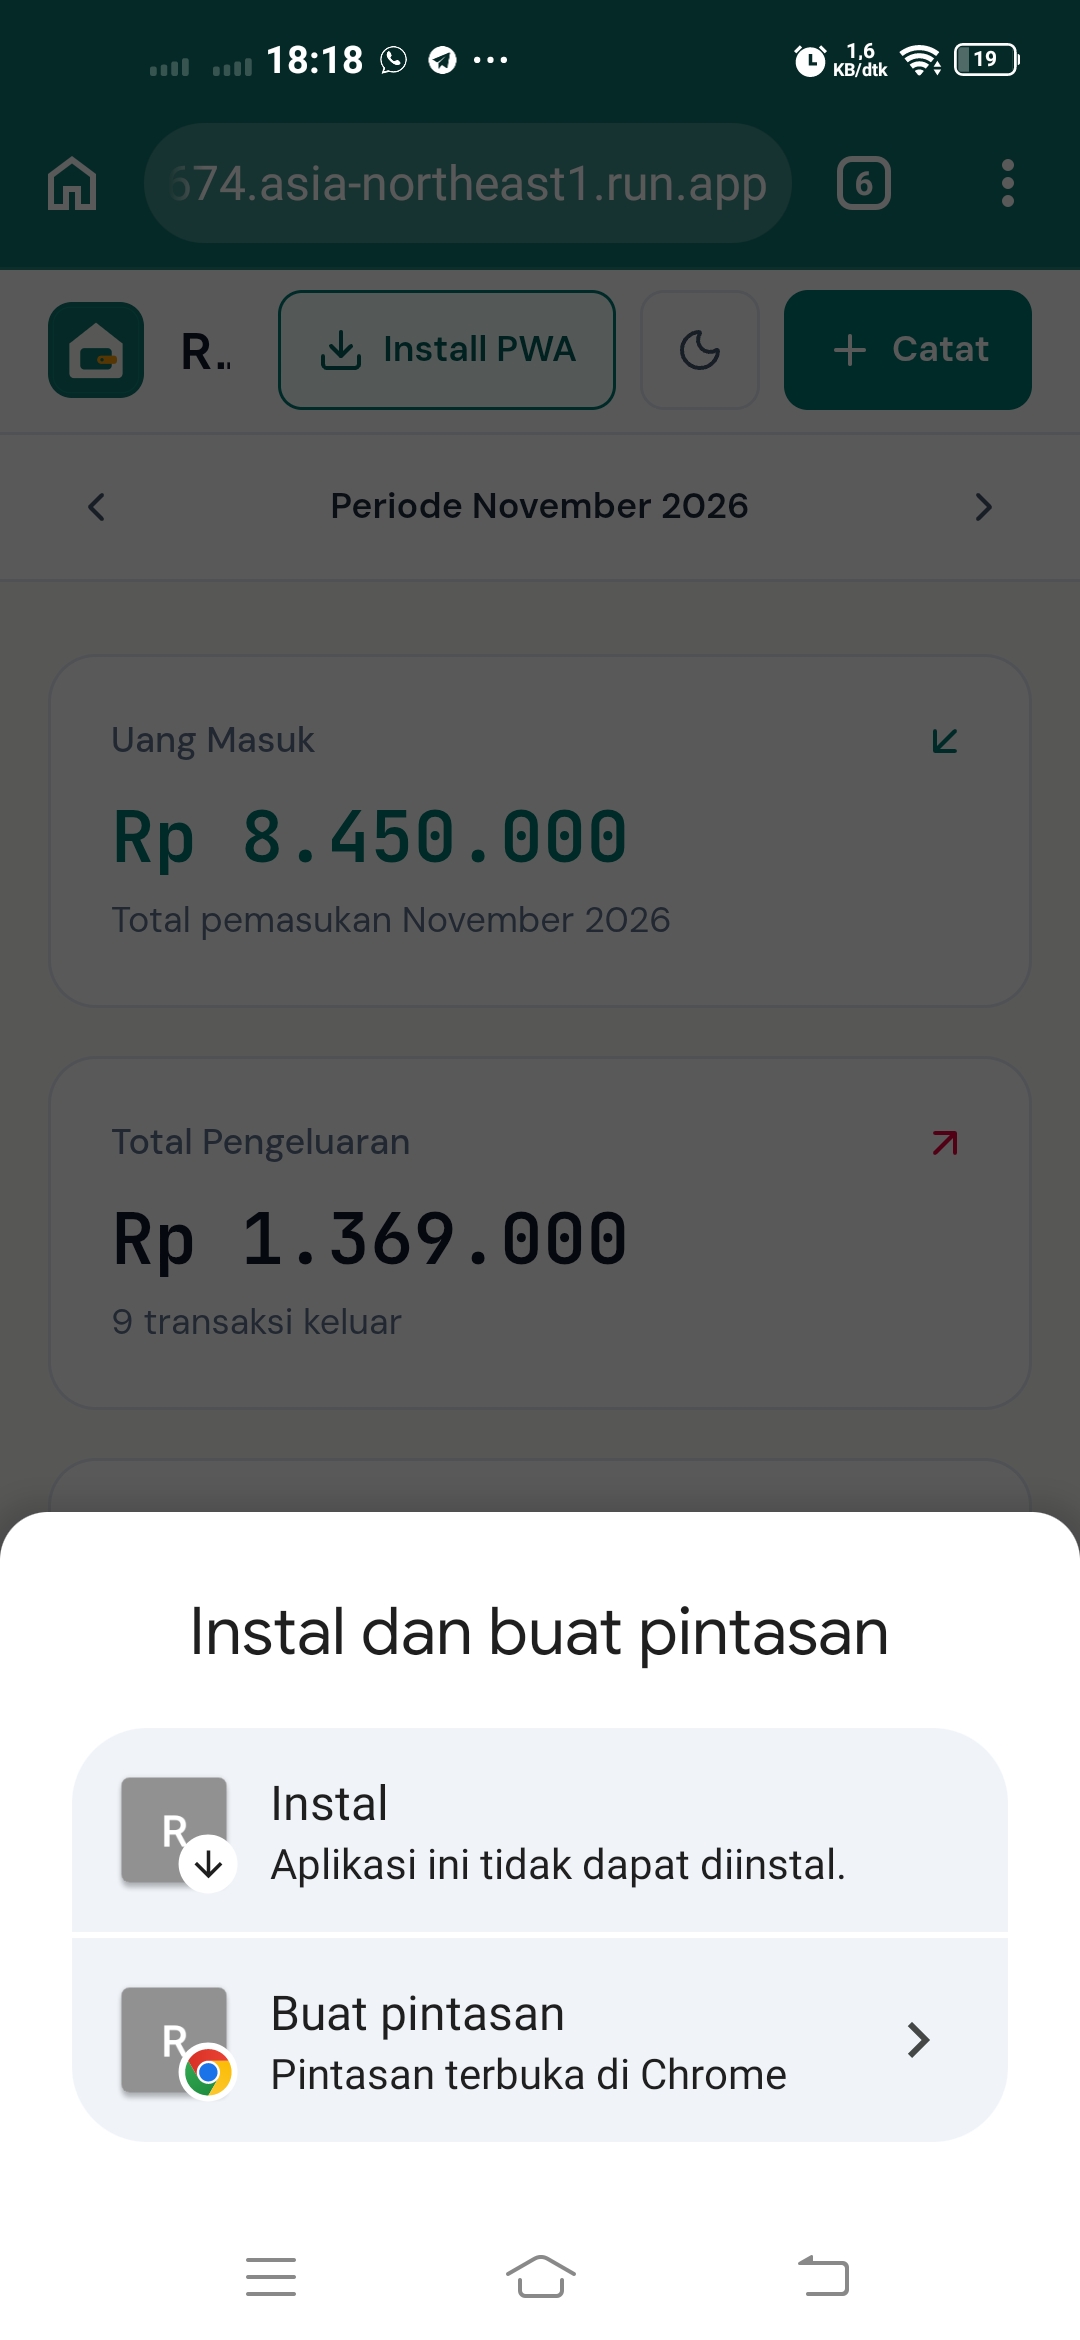 18:18
1,6
KB/dtk
19
674.asia-northeast1.run.app
6
R..
Install PWA
Catat
Periode November 2026
Uang Masuk
Rp 8.450.000
Total pemasukan November 2026
Total Pengeluaran
Rp 1.369.000
9 transaksi keluar
Instal dan buat pintasan
R
Instal
Aplikasi ini tidak dapat diinstal.
R
Buat pintasan
Pintasan terbuka di Chrome